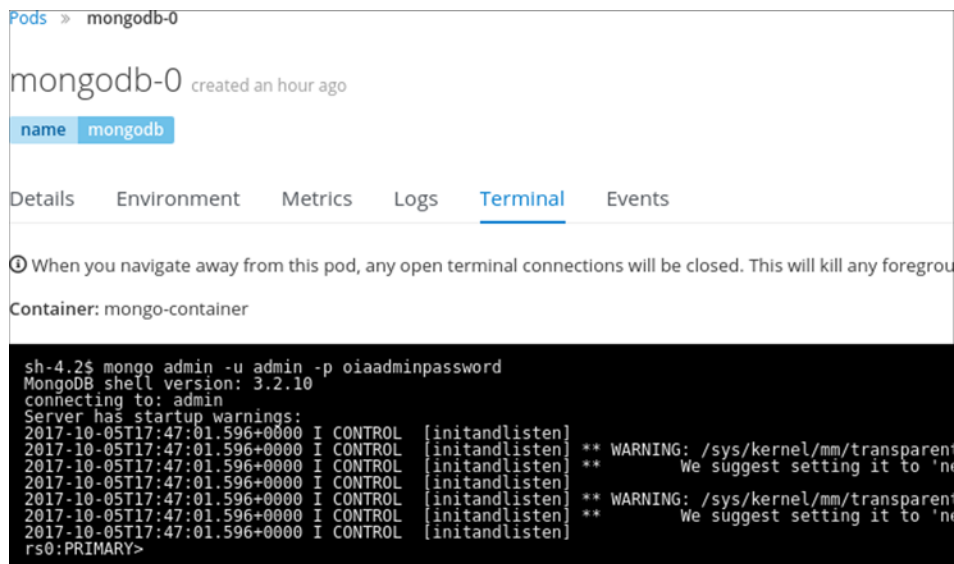 Pods » mongodb-0
mongodb-0 created an hour ago
name mongodb
Details Environment Metrics Logs Terminal Events
When you navigate away from this pod, any open terminal connections will be closed. This will kill any foregrou
Container: mongo-container
sh-4.2$ mongo admin -u admin -p oiaadminpassword
MongoDB shell version: 3.2.10
connecting to: admin
Server has startup warnings:
2017-10-05T17:47:01.596+0000 I CONTROL [initandlisten]
2017-10-05T17:47:01.596+0000 I CONTROL [initandlisten] ** WARNING: /sys/kernel/mm/transparent
2017-10-05T17:47:01.596+0000 I CONTROL [initandlisten] ** We suggest setting it to 'ne
2017-10-05T17:47:01.596+0000 I CONTROL [initandlisten]
2017-10-05T17:47:01.596+0000 I CONTROL [initandlisten] ** WARNING: /sys/kernel/mm/transparent
2017-10-05T17:47:01.596+0000 I CONTROL [initandlisten] ** We suggest setting it to 'ne
2017-10-05T17:47:01.596+0000 I CONTROL [initandlisten]
rs0:PRIMARY>